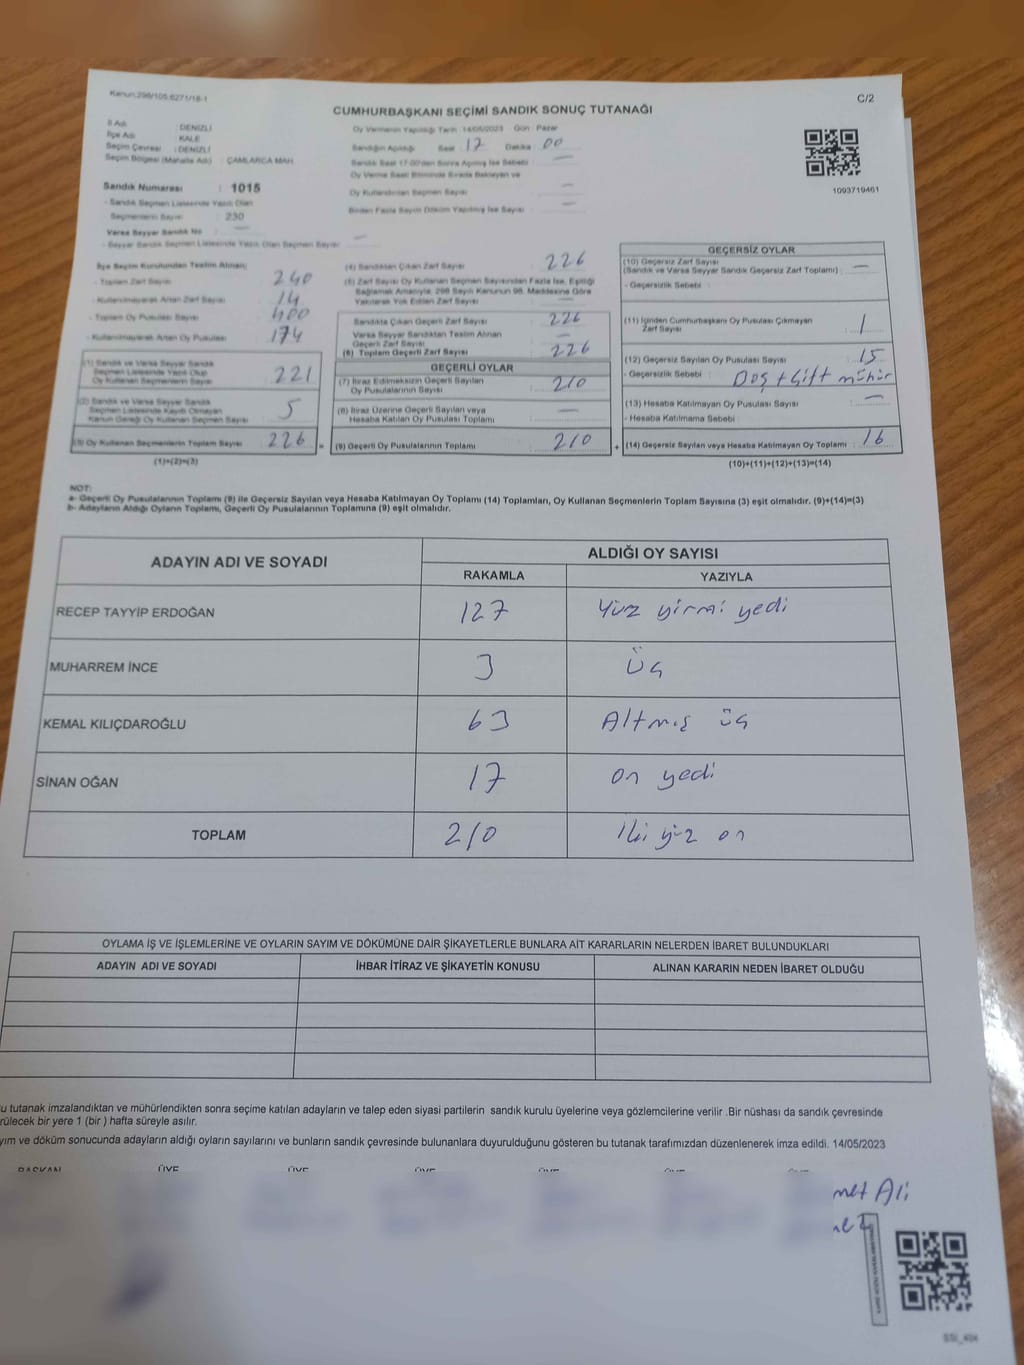 Kanun.298/105;6271/18-1
C/2
CUMHURBAŞKANI SEÇİMİ SANDIK SONUÇ TUTANAĞI
İl Adı : DENİZLİ
İlçe Adı : KALE
Seçim Çevresi : DENİZLİ
Seçim Bölgesi (Mahalle Adı) : ÇAMLARCA MAH.
Sandık Numarası : 1015
- Sandık Seçmen Listesinde Yazılı Olan
Seçmenlerin Sayısı : 230
Varsa Seyyar Sandık No : —
- Seyyar Sandık Seçmen Listesinde Yazılı Olan Seçmen Sayısı : —
Oy Vermenin Yapıldığı Tarih 14/05/2023 Gün : Pazar
Sandığın Açıldığı Saat 17 Dakika 00
Sandık Saat 17:00'den Sonra Açılmış İse Sebebi : —
Oy Verme Saati Bitiminde Sırada Bekleyen ve
Oy Kullandırılan Seçmen Sayısı : —
Birden Fazla Sayım Döküm Yapılmış İse Sayısı : —
1093719461
İlçe Seçim Kurulundan Teslim Alınan;
- Toplam Zarf Sayısı : 240
- Kullanılmayarak Artan Zarf Sayısı : 14
- Toplam Oy Pusulası Sayısı : 400
- Kullanılmayarak Artan Oy Pusulası : 174
(1) Sandık ve Varsa Seyyar Sandık
Seçmen Listesinde Yazılı Olup
Oy Kullanan Seçmenlerin Sayısı : 221
(2) Sandık ve Varsa Seyyar Sandık
Seçmen Listesinde Kaydı Olmayan
Kanun Gereği Oy Kullanan Seçmen Sayısı : 5
(3) Oy Kullanan Seçmenlerin Toplam Sayısı : 226 =
(1)+(2)=(3)
(4) Sandıktan Çıkan Zarf Sayısı : 226
(5) Zarf Sayısı Oy Kullanan Seçmen Sayısından Fazla İse, Eşitliği
Sağlamak Amacıyla, 298 Sayılı Kanunun 98. Maddesine Göre
Yakılarak Yok Edilen Zarf Sayısı : —
Sandıkta Çıkan Geçerli Zarf Sayısı : 226
Varsa Seyyar Sandıktan Teslim Alınan
Geçerli Zarf Sayısı : —
(6) Toplam Geçerli Zarf Sayısı : 226
GEÇERLİ OYLAR
(7) İtiraz Edilmeksizin Geçerli Sayılan
Oy Pusulalarının Sayısı : 210
(8) İtiraz Üzerine Geçerli Sayılan veya
Hesaba Katılan Oy Pusulası Toplamı : —
(9) Geçerli Oy Pusulalarının Toplamı : 210 +
GEÇERSİZ OYLAR
(10) Geçersiz Zarf Sayısı
(Sandık ve Varsa Seyyar Sandık Geçersiz Zarf Toplamı) : —
- Geçersizlik Sebebi :
(11) İçinden Cumhurbaşkanı Oy Pusulası Çıkmayan
Zarf Sayısı : 1
(12) Geçersiz Sayılan Oy Pusulası Sayısı : 15
- Geçersizlik Sebebi : Boş + Çift mühür
(13) Hesaba Katılmayan Oy Pusulası Sayısı : —
- Hesaba Katılmama Sebebi :
(14) Geçersiz Sayılan veya Hesaba Katılmayan Oy Toplamı : 16
(10)+(11)+(12)+(13)=(14)
NOT:
a- Geçerli Oy Pusulalarının Toplamı (9) ile Geçersiz Sayılan veya Hesaba Katılmayan Oy Toplamı (14) Toplamları, Oy Kullanan Seçmenlerin Toplam Sayısına (3) eşit olmalıdır. (9)+(14)=(3)
b- Adayların Aldığı Oyların Toplamı, Geçerli Oy Pusulalarının Toplamına (9) eşit olmalıdır.
ADAYIN ADI VE SOYADI
ALDIĞI OY SAYISI
RAKAMLA YAZIYLA
RECEP TAYYİP ERDOĞAN 127 Yüz yirmi yedi
MUHARREM İNCE 3 üç
KEMAL KILIÇDAROĞLU 63 Altmış üç
SİNAN OĞAN 17 on yedi
TOPLAM 210 İki yüz on
OYLAMA İŞ VE İŞLEMLERİNE VE OYLARIN SAYIM VE DÖKÜMÜNE DAİR ŞİKAYETLERLE BUNLARA AİT KARARLARIN NELERDEN İBARET BULUNDUKLARI
ADAYIN ADI VE SOYADI İHBAR İTİRAZ VE ŞİKAYETİN KONUSU ALINAN KARARIN NEDEN İBARET OLDUĞU
u tutanak imzalandıktan ve mühürlendikten sonra seçime katılan adayların ve talep eden siyasi partilerin sandık kurulu üyelerine veya gözlemcilerine verilir .Bir nüshası da sandık çevresinde
rülecek bir yere 1 (bir ) hafta süreyle asılır.
yım ve döküm sonucunda adayların aldığı oyların sayılarını ve bunların sandık çevresinde bulunanlara duyurulduğunu gösteren bu tutanak tarafımızdan düzenlenerek imza edildi. 14/05/2023
BAŞKAN ÜYE ÜYE ÜYE ÜYE ÜYE ÜYE
met Ali